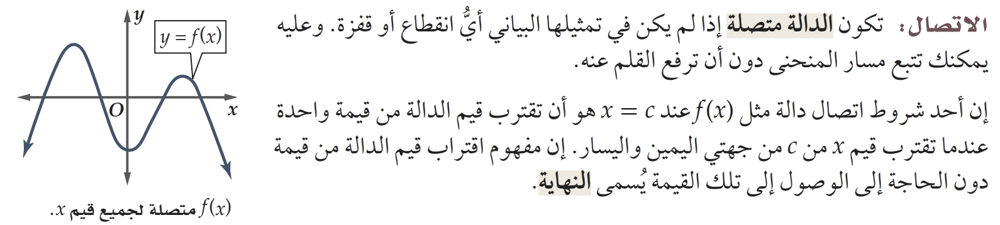 الاتصال: تكون الدالة متصلة إذا لم يكن في تمثيلها البياني أيُّ انقطاع أو قفزة. وعليه
يمكنك تتبع مسار المنحنى دون أن ترفع القلم عنه.
إن أحد شروط اتصال دالة مثل f(x) عند x = c هو أن تقترب قيم الدالة من قيمة واحدة
عندما تقترب قيم x من c من جهتي اليمين واليسار. إن مفهوم اقتراب قيم الدالة من قيمة
دون الحاجة إلى الوصول إلى تلك القيمة يُسمى النهاية.
y
y = f(x)
O
x
f(x) متصلة لجميع قيم x.